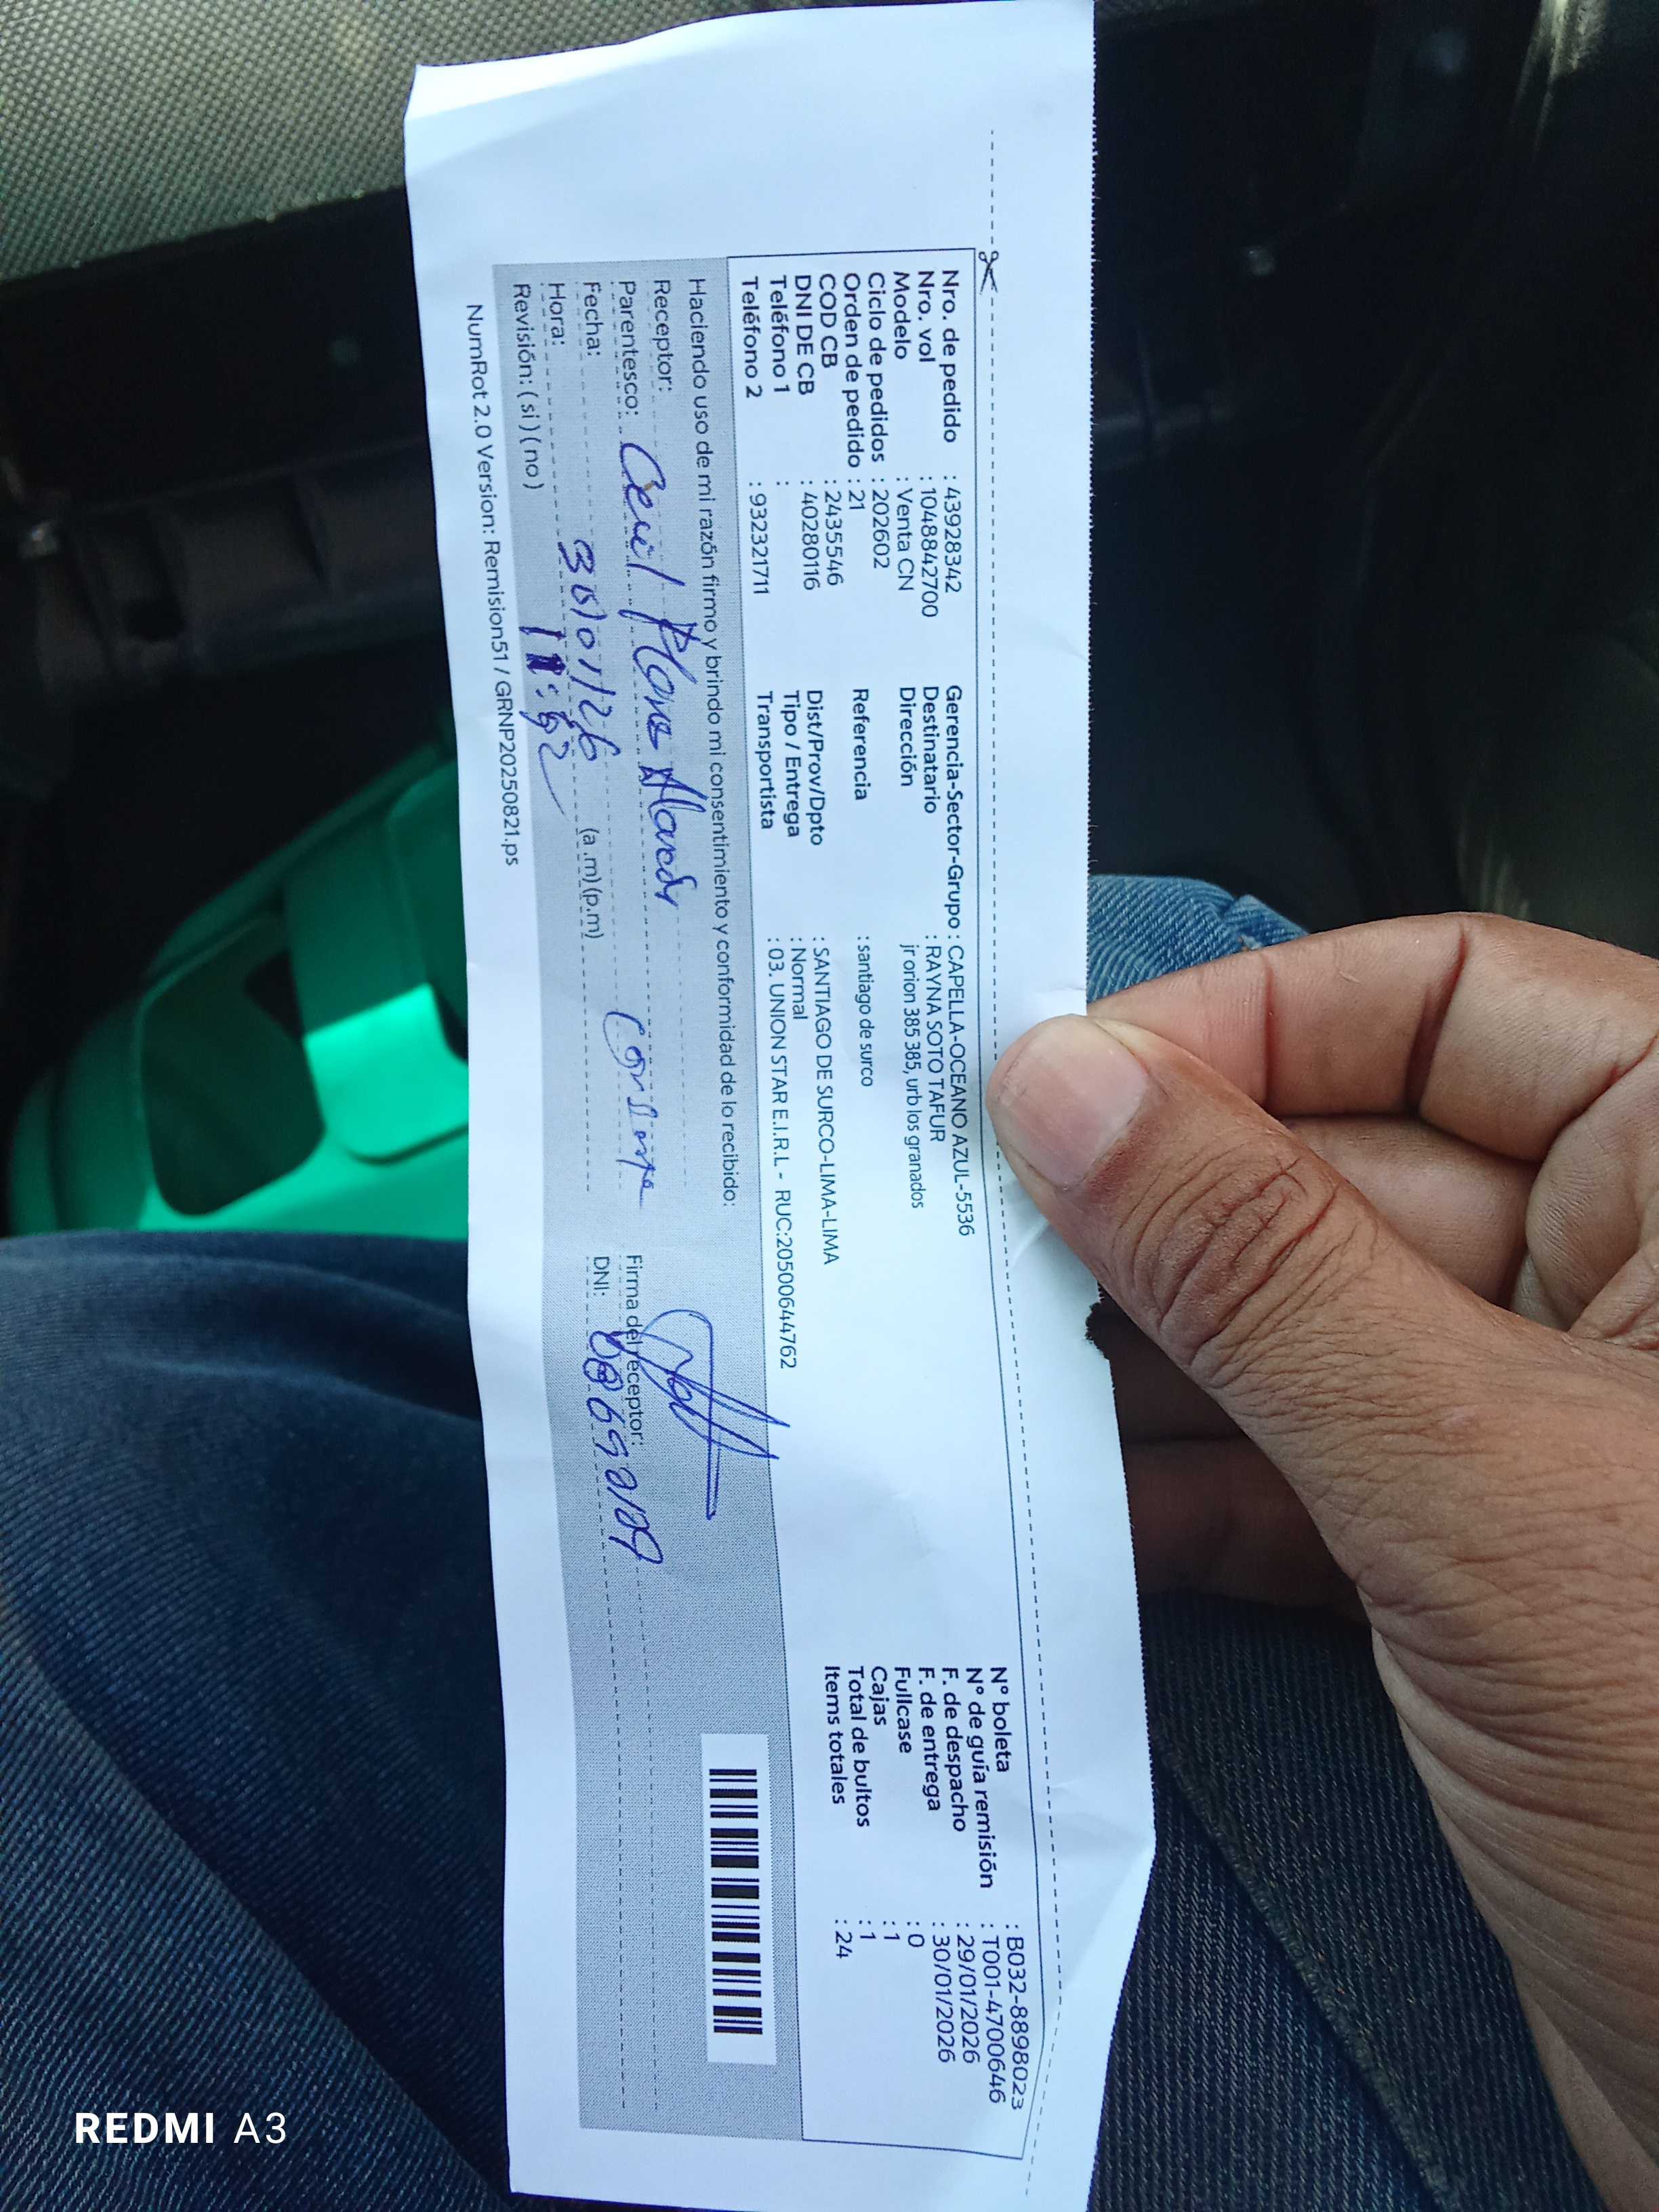 Nro. de pedido : 43928342
Nro. vol : 1048842700
Modelo : Venta CN
Ciclo de pedidos : 202602
Orden de pedido : 21
COD CB : 2435546
DNI DE CB : 40280116
Teléfono 1 :
Teléfono 2 : 932321711
Gerencia-Sector-Grupo : CAPELLA-OCEANO AZUL-5536
Destinatario : RAYNA SOTO TAFUR
Dirección jr orion 385 385, urb los granados
Referencia : santiago de surco
Dist/Prov/Dpto : SANTIAGO DE SURCO-LIMA-LIMA
Tipo / Entrega : Normal
Transportista : 03. UNION STAR E.I.R.L - RUC:20500644762
N° boleta : B032-8898023
N° de guía remisión : T001-4700646
F. de despacho : 29/01/2026
F. de entrega : 30/01/2026
Fullcase : 0
Cajas : 1
Total de bultos : 1
Items totales : 24
Haciendo uso de mi razón firmo y brindo mi consentimiento y conformidad de lo recibido:
Receptor:
Parentesco:
Firma del receptor:
Fecha: 30/01/26
DNI:
Hora: (a.m)(p.m)
Revisión: ( si ) ( no )
NumRot 2.0 Version: Remision51 / GRNP20250821.ps
REDMI A3